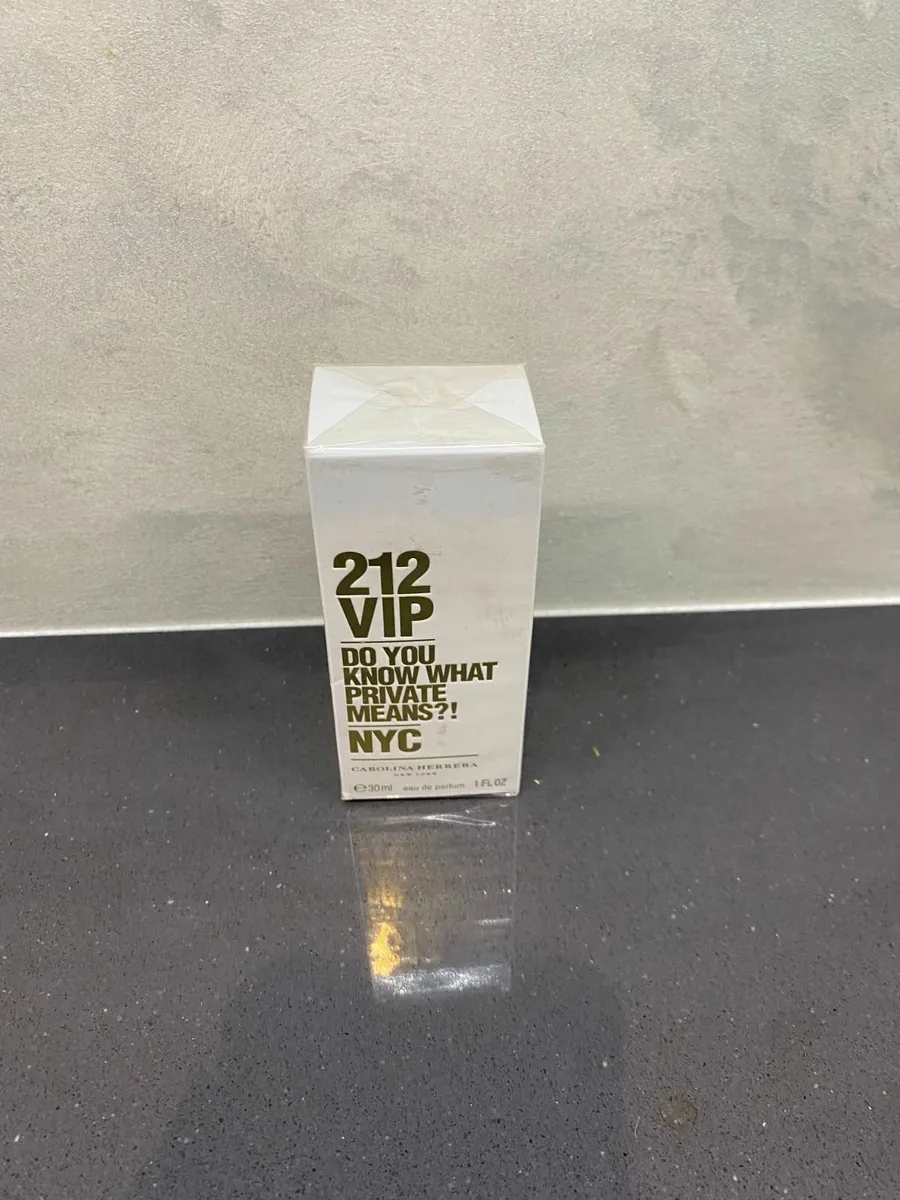 212
VIP
DO YOU
KNOW WHAT
PRIVATE
MEANS?!
NYC
CAROLINA HERRERA
NEW YORK
℮30ml eau de parfum 1 FL OZ